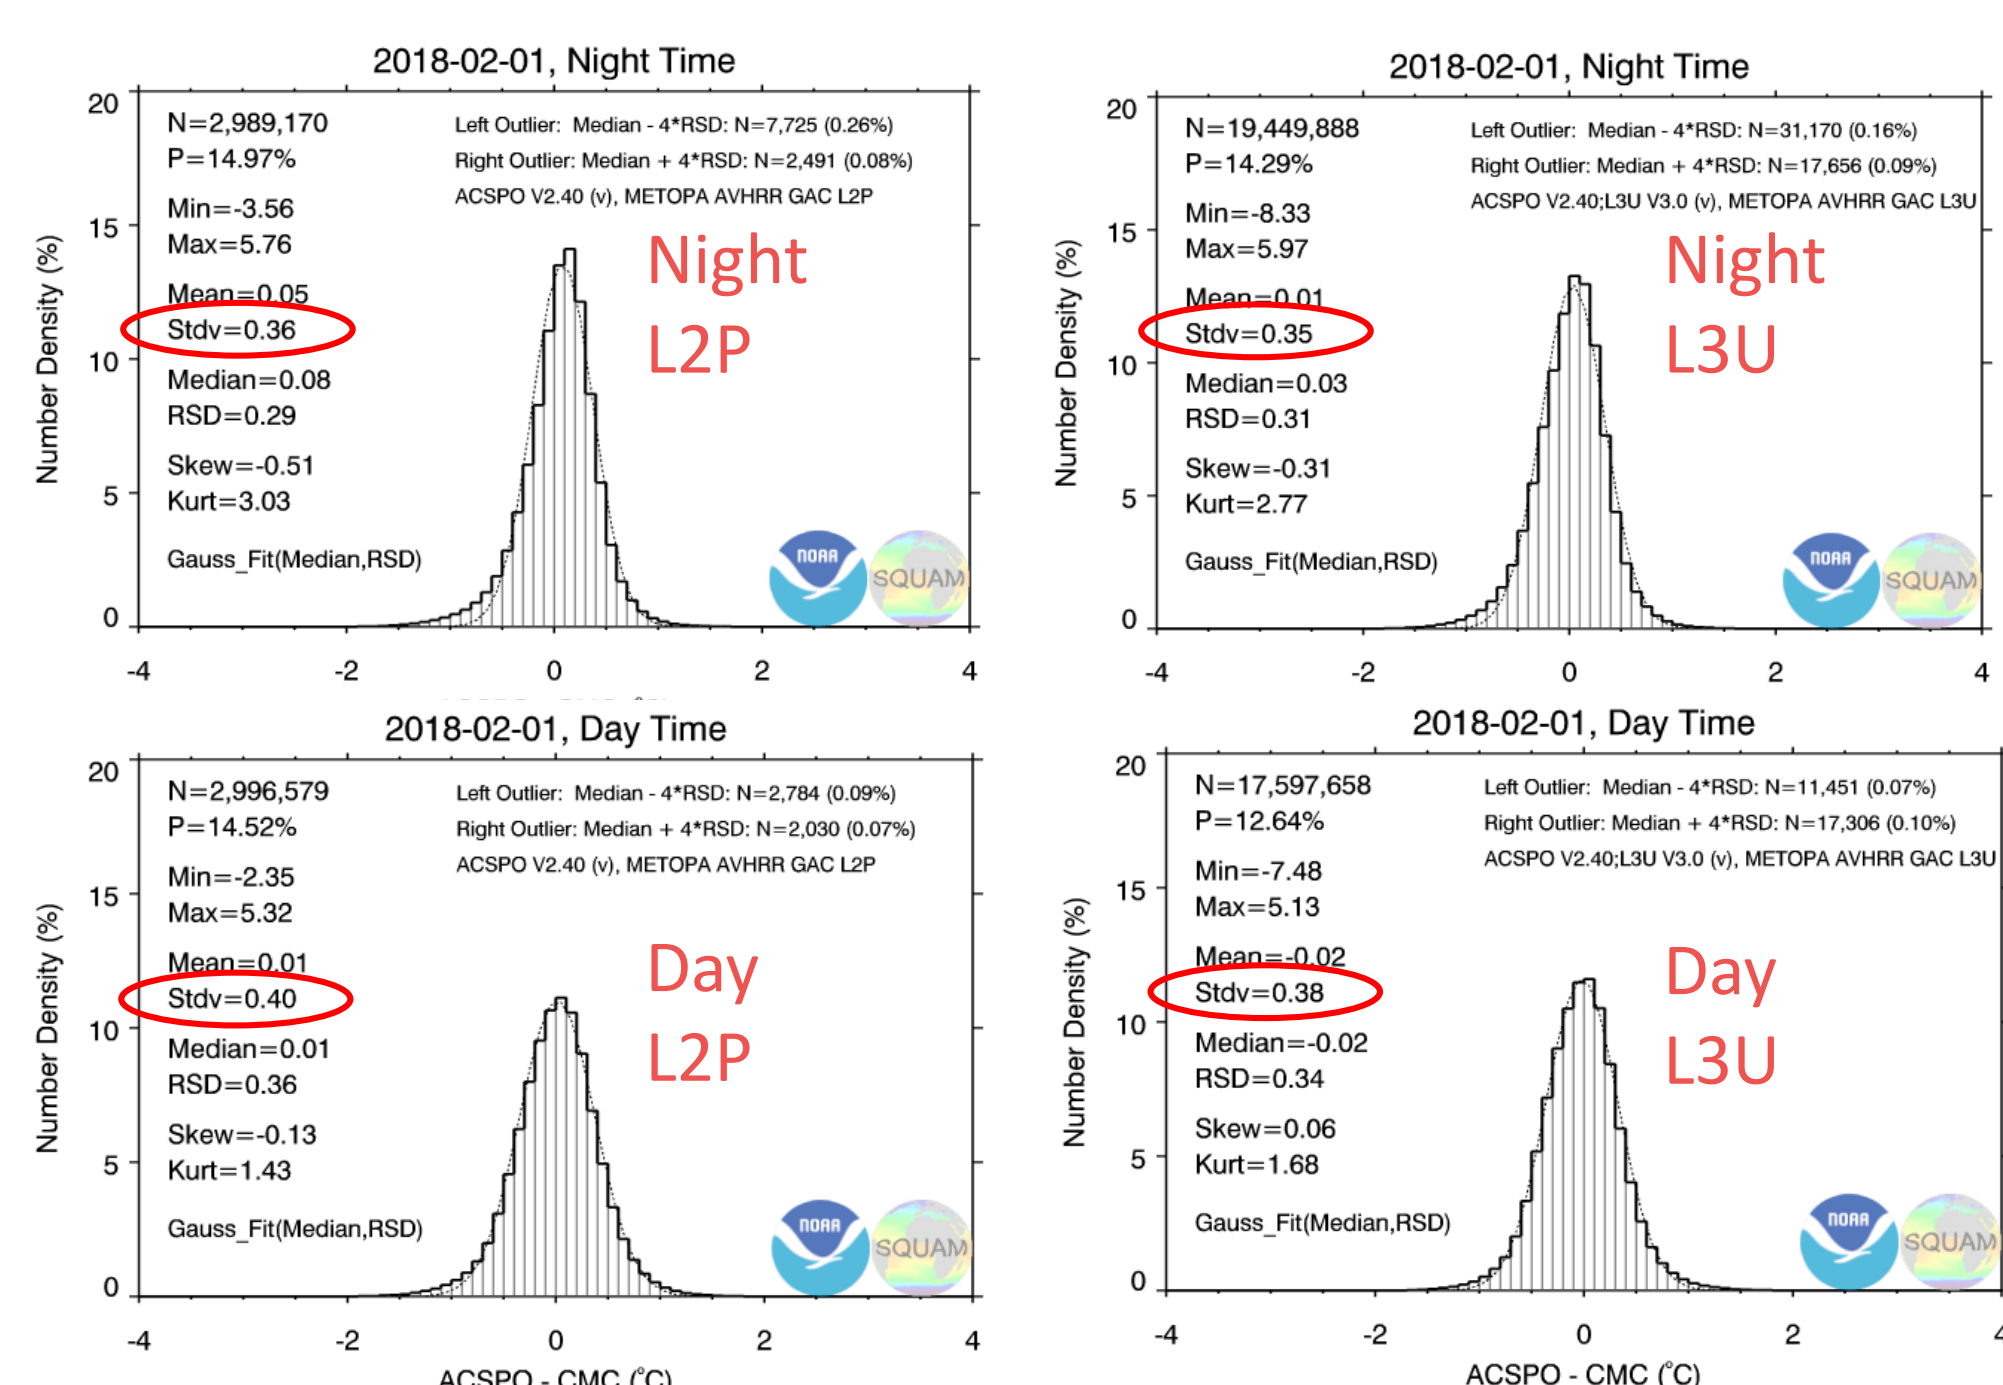 2018-02-01, Night Time
N=2,989,170
P=14.97%
Min=-3.56
Max=5.76
Mean=0.05
Stdv=0.36
Median=0.08
RSD=0.29
Skew=-0.51
Kurt=3.03
Gauss_Fit(Median,RSD)
Left Outlier: Median - 4*RSD: N=7,725 (0.26%)
Right Outlier: Median + 4*RSD: N=2,491 (0.08%)
ACSPO V2.40 (v), METOPA AVHRR GAC L2P
Night
L2P
NOAA
SQUAM
Number Density (%)
20
15
10
5
0
-4 -2 0 2 4
2018-02-01, Night Time
N=19,449,888
P=14.29%
Min=-8.33
Max=5.97
Mean=0.01
Stdv=0.35
Median=0.03
RSD=0.31
Skew=-0.31
Kurt=2.77
Gauss_Fit(Median,RSD)
Left Outlier: Median - 4*RSD: N=31,170 (0.16%)
Right Outlier: Median + 4*RSD: N=17,656 (0.09%)
ACSPO V2.40;L3U V3.0 (v), METOPA AVHRR GAC L3U
Night
L3U
NOAA
SQUAM
Number Density (%)
20
15
10
5
0
-4 -2 0 2 4
2018-02-01, Day Time
N=2,996,579
P=14.52%
Min=-2.35
Max=5.32
Mean=0.01
Stdv=0.40
Median=0.01
RSD=0.36
Skew=-0.13
Kurt=1.43
Gauss_Fit(Median,RSD)
Left Outlier: Median - 4*RSD: N=2,784 (0.09%)
Right Outlier: Median + 4*RSD: N=2,030 (0.07%)
ACSPO V2.40 (v), METOPA AVHRR GAC L2P
Day
L2P
NOAA
SQUAM
Number Density (%)
20
15
10
5
0
-4 -2 0 2 4
ACSPO - CMC (°C)
2018-02-01, Day Time
N=17,597,658
P=12.64%
Min=-7.48
Max=5.13
Mean=-0.02
Stdv=0.38
Median=-0.02
RSD=0.34
Skew=0.06
Kurt=1.68
Gauss_Fit(Median,RSD)
Left Outlier: Median - 4*RSD: N=11,451 (0.07%)
Right Outlier: Median + 4*RSD: N=17,306 (0.10%)
ACSPO V2.40;L3U V3.0 (v), METOPA AVHRR GAC L3U
Day
L3U
NOAA
SQUAM
Number Density (%)
20
15
10
5
0
-4 -2 0 2 4
ACSPO - CMC (°C)